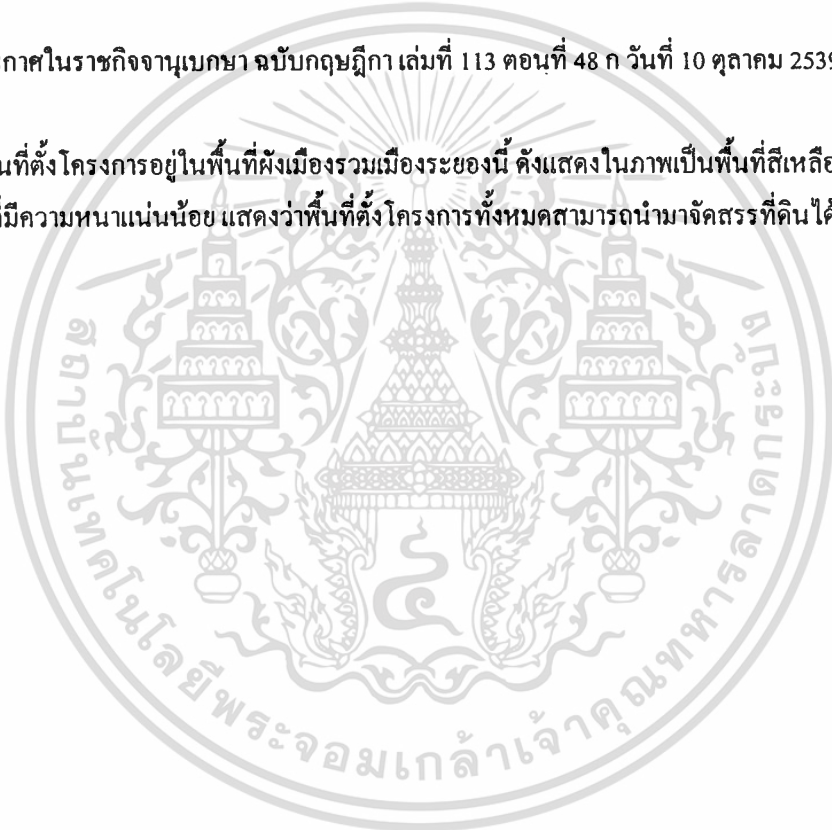 กาศในราชกิจจานุเบกษา ฉบับกฤษฎีกา เล่มที่ 113 ตอนที่ 48 ก วันที่ 10 ตุลาคม 2539
ที่ตั้งโครงการอยู่ในพื้นที่ผังเมืองรวมเมืองระยองนี้ ดังแสดงในภาพเป็นพื้นที่สีเหลือ
มีความหนาแน่นน้อย แสดงว่าพื้นที่ตั้งโครงการทั้งหมดสามารถนำมาจัดสรรที่ดินได้
สถาบันเทคโนโลยีพระจอมเกล้าเจ้าคุณทหารลาดกระบัง